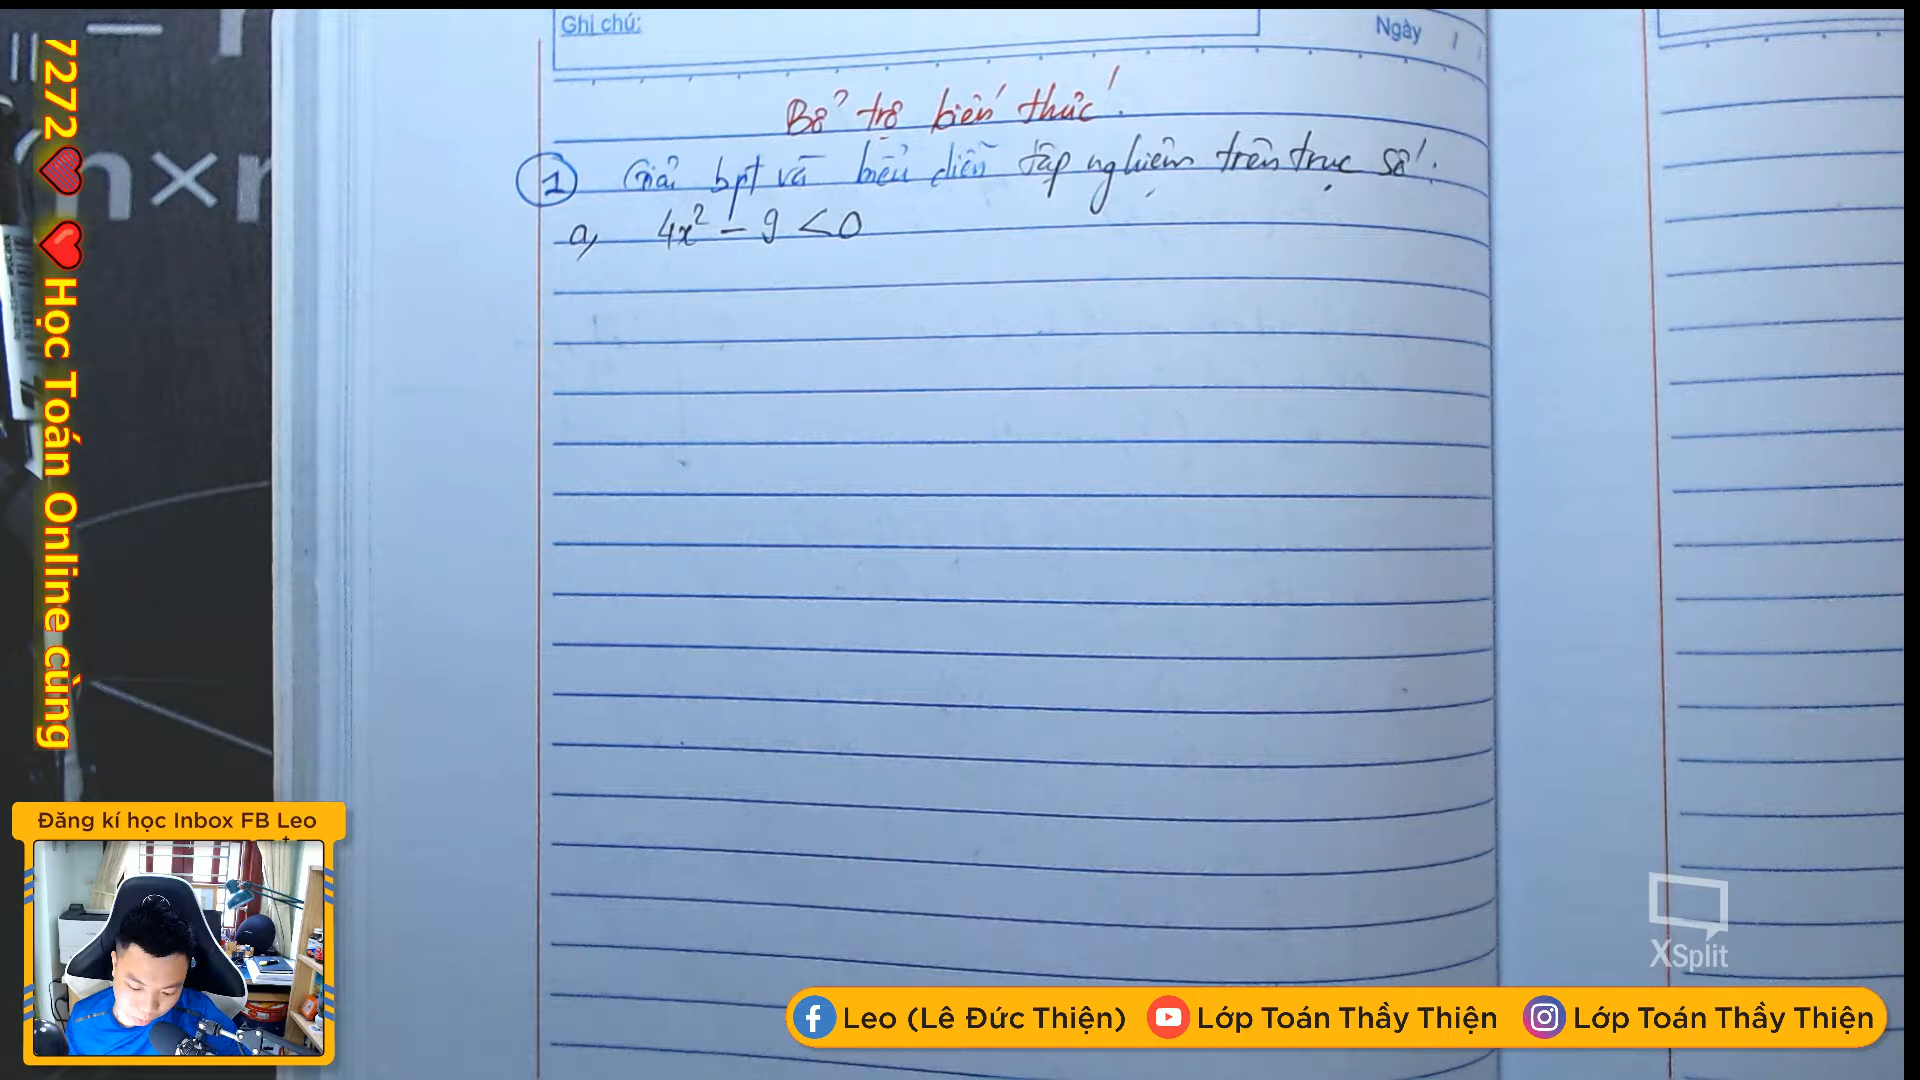 Ghi chú:
Ngày / /
Bổ trợ kiến thức!
1 Giải bpt và biểu diễn tập nghiệm trên trục số!
a, 4x² - 9 < 0
7272❤ ❤Học Toán Online cùng
n×n
Đăng kí học Inbox FB Leo
XSplit
Leo (Lê Đức Thiện) Lớp Toán Thầy Thiện Lớp Toán Thầy Thiện